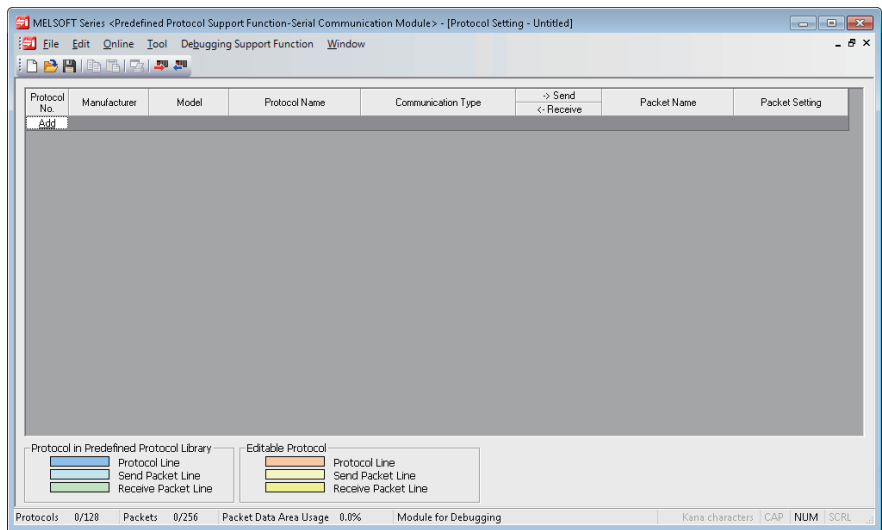 MELSOFT Series <Predefined Protocol Support Function-Serial Communication Module> - [Protocol Setting - Untitled]
File Edit Online Tool Debugging Support Function Window
Protocol No. Manufacturer Model Protocol Name Communication Type -> Send <- Receive Packet Name Packet Setting
Add
Protocol in Predefined Protocol Library
Protocol Line
Send Packet Line
Receive Packet Line
Editable Protocol
Protocol Line
Send Packet Line
Receive Packet Line
Protocols 0/128 Packets 0/256 Packet Data Area Usage 0.0% Module for Debugging Kana characters CAP NUM SCRL